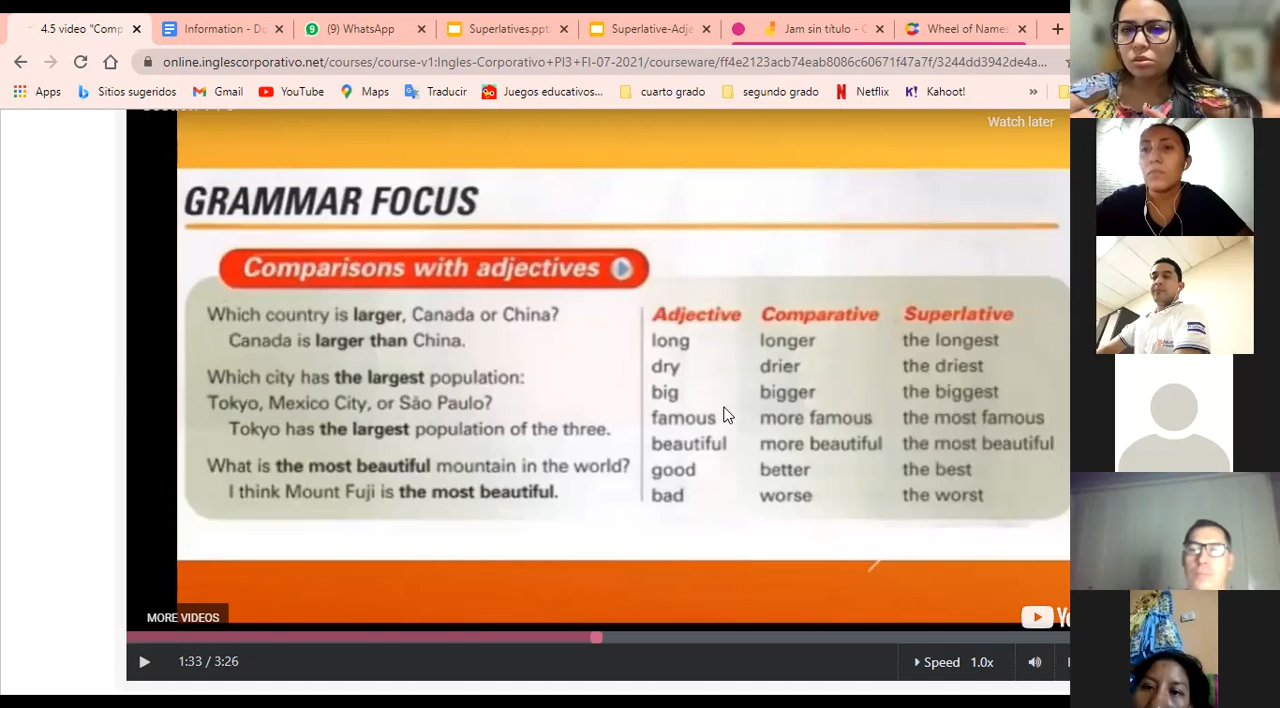 4.5 video "Comp
Information - Do
(9) WhatsApp
Superlatives.ppt
Superlative-Adje
Jam sin título - G
Wheel of Names
online.inglescorporativo.net/courses/course-v1:Ingles-Corporativo+PI3+FI-07-2021/courseware/ff4e2123acb74eab8086c60671f47a7f/3244dd3942de4a...
Apps
Sitios sugeridos
Gmail
YouTube
Maps
Traducir
Juegos educativos...
cuarto grado
segundo grado
Netflix
Kahoot!
»
Watch later
GRAMMAR FOCUS
Comparisons with adjectives
Which country is larger, Canada or China?
Canada is larger than China.
Which city has the largest population:
Tokyo, Mexico City, or São Paulo?
Tokyo has the largest population of the three.
What is the most beautiful mountain in the world?
I think Mount Fuji is the most beautiful.
Adjective Comparative Superlative
long longer the longest
dry drier the driest
big bigger the biggest
famous more famous the most famous
beautiful more beautiful the most beautiful
good better the best
bad worse the worst
MORE VIDEOS
1:33 / 3:26
Speed 1.0x